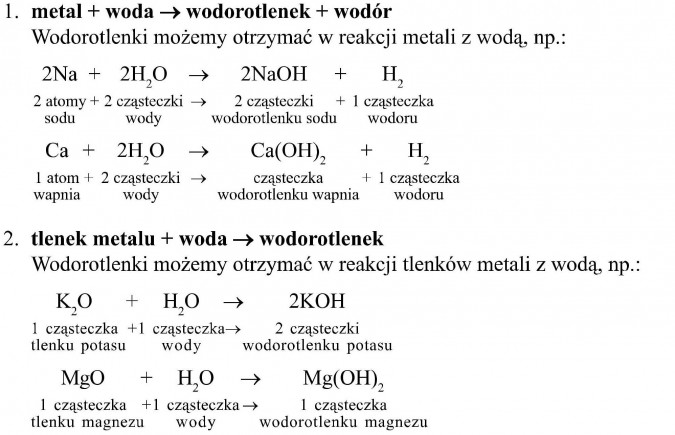 1. metal + woda → wodorotlenek + wodór
Wodorotlenki możemy otrzymać w reakcji metali z wodą, np.:
2Na + 2H₂O → 2NaOH + H₂
2 atomy + 2 cząsteczki → 2 cząsteczki + 1 cząsteczka
sodu wody wodorotlenku sodu wodoru
Ca + 2H₂O → Ca(OH)₂ + H₂
1 atom + 2 cząsteczki → cząsteczka + 1 cząsteczka
wapnia wody wodorotlenku wapnia wodoru
2. tlenek metalu + woda → wodorotlenek
Wodorotlenki możemy otrzymać w reakcji tlenków metali z wodą, np.:
K₂O + H₂O → 2KOH
1 cząsteczka +1 cząsteczka→ 2 cząsteczki
tlenku potasu wody wodorotlenku potasu
MgO + H₂O → Mg(OH)₂
1 cząsteczka +1 cząsteczka→ 1 cząsteczka
tlenku magnezu wody wodorotlenku magnezu